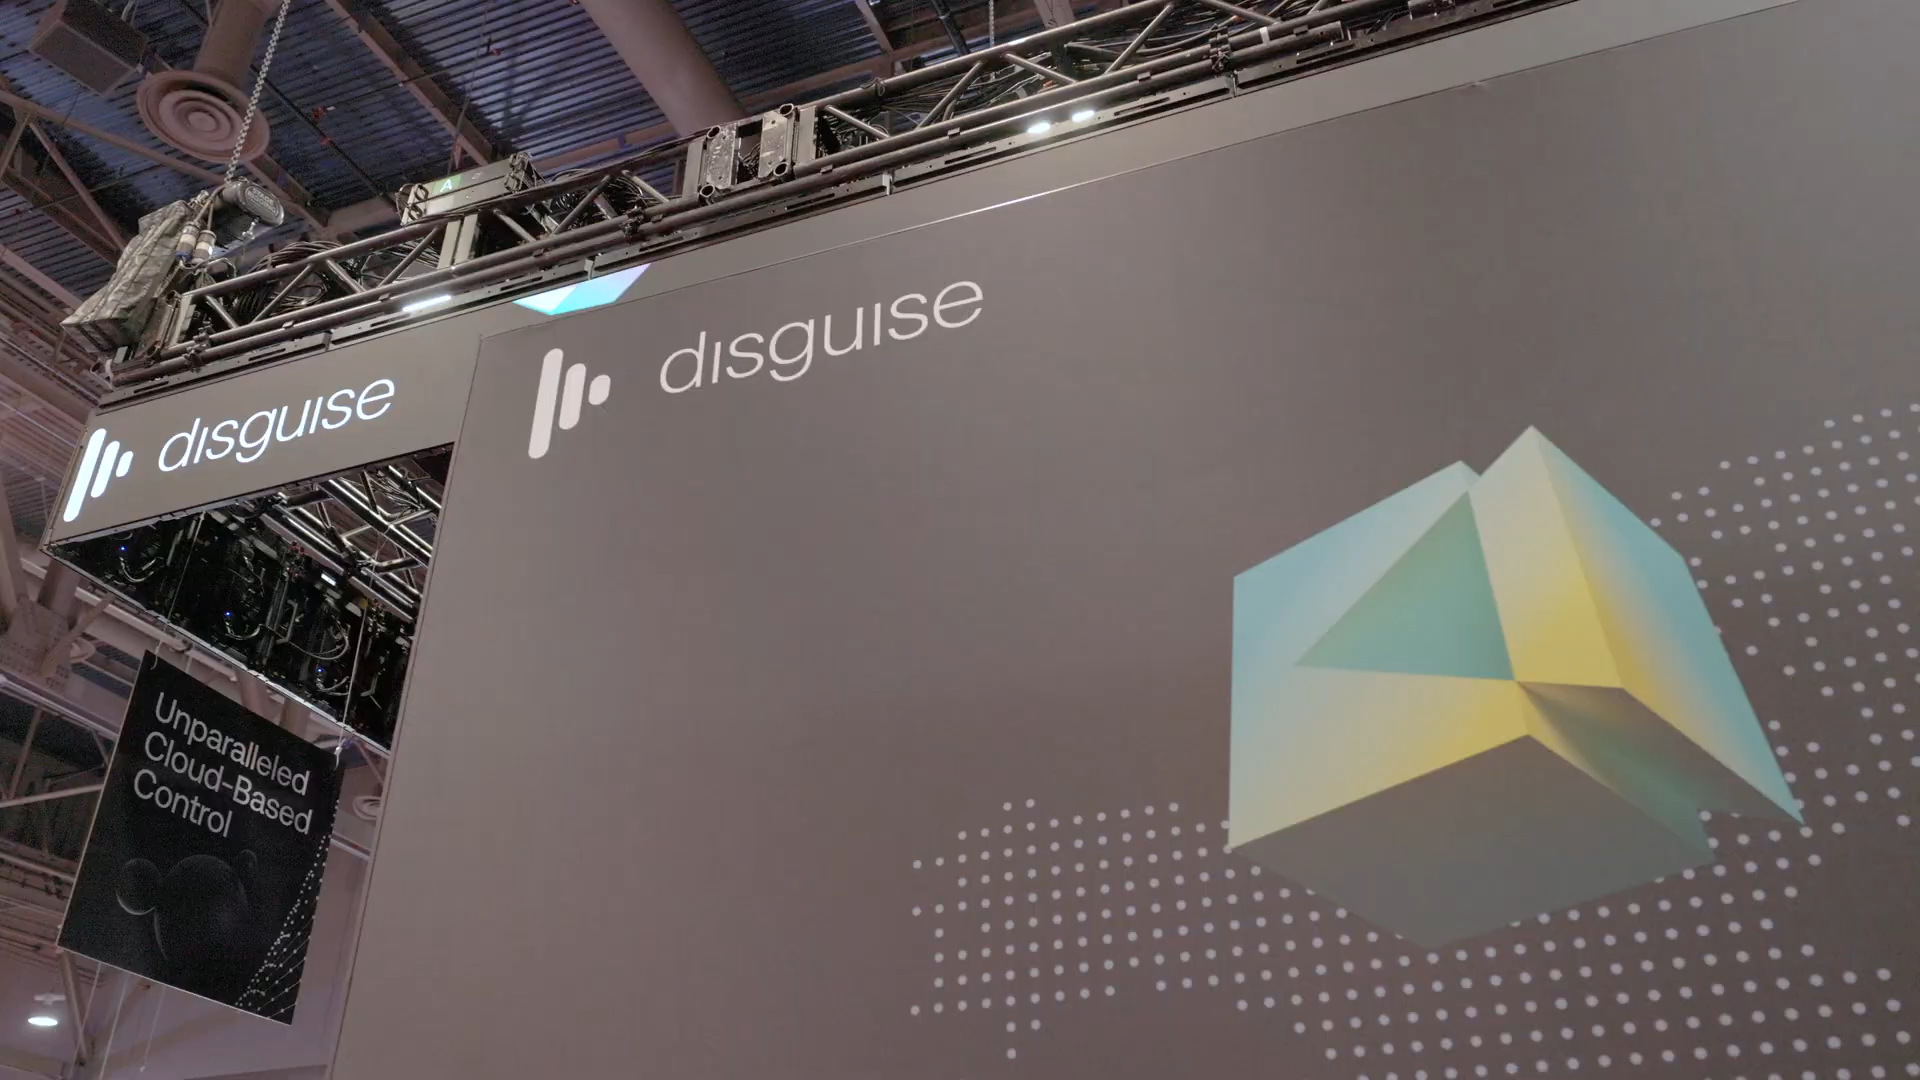 A
disguise
disguise
Unparalleled
Cloud-Based
Control